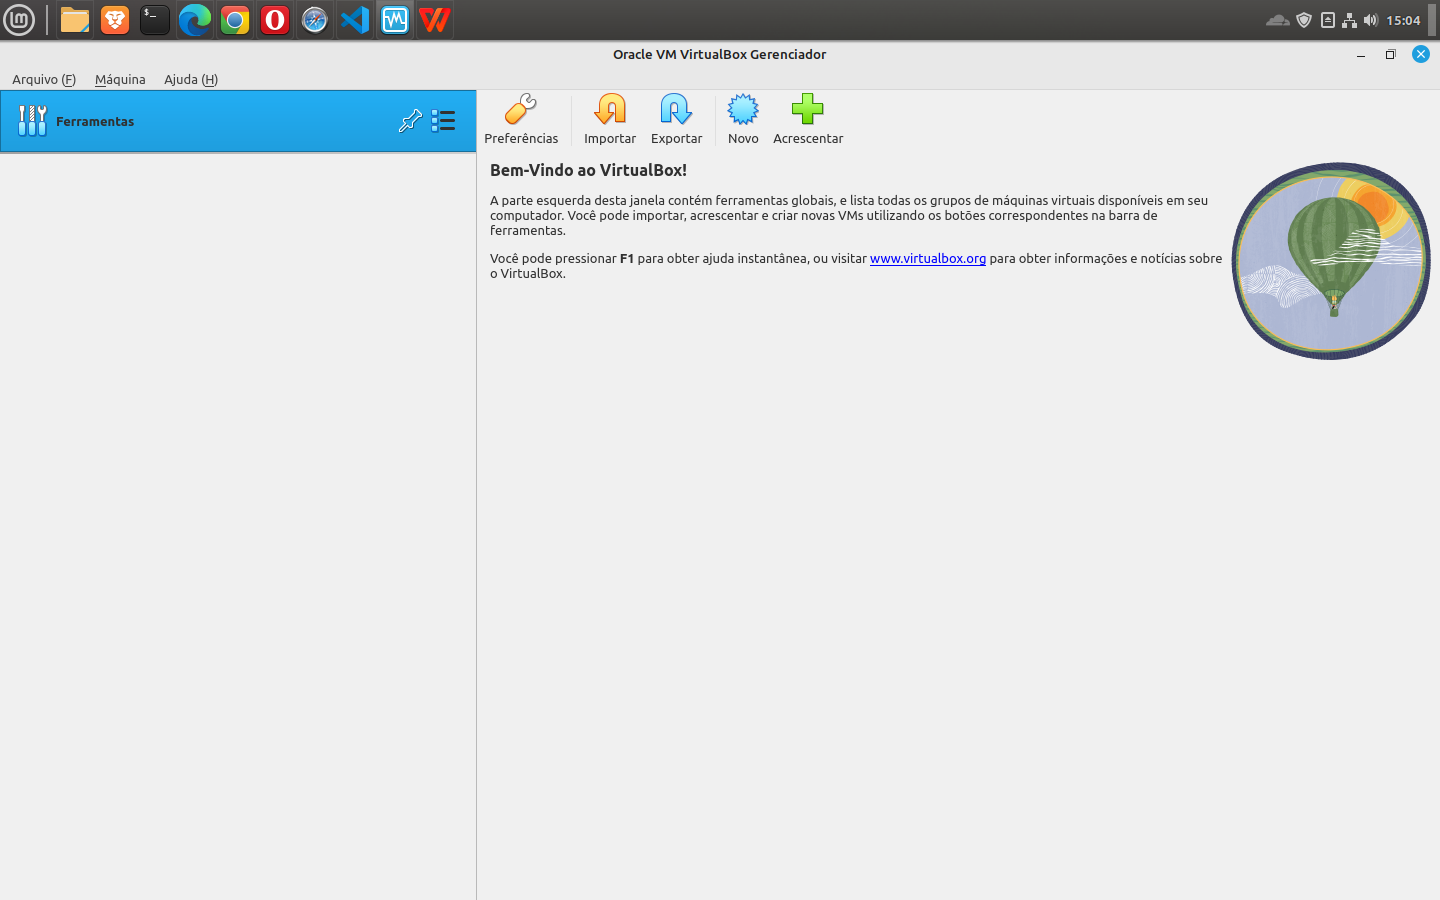 15:04
Oracle VM VirtualBox Gerenciador
Arquivo (F) Máquina Ajuda (H)
Ferramentas
Preferências Importar Exportar Novo Acrescentar
Bem-Vindo ao VirtualBox!
A parte esquerda desta janela contém ferramentas globais, e lista todas os grupos de máquinas virtuais disponíveis em seu
computador. Você pode importar, acrescentar e criar novas VMs utilizando os botões correspondentes na barra de
ferramentas.
Você pode pressionar F1 para obter ajuda instantânea, ou visitar www.virtualbox.org para obter informações e notícias sobre
o VirtualBox.